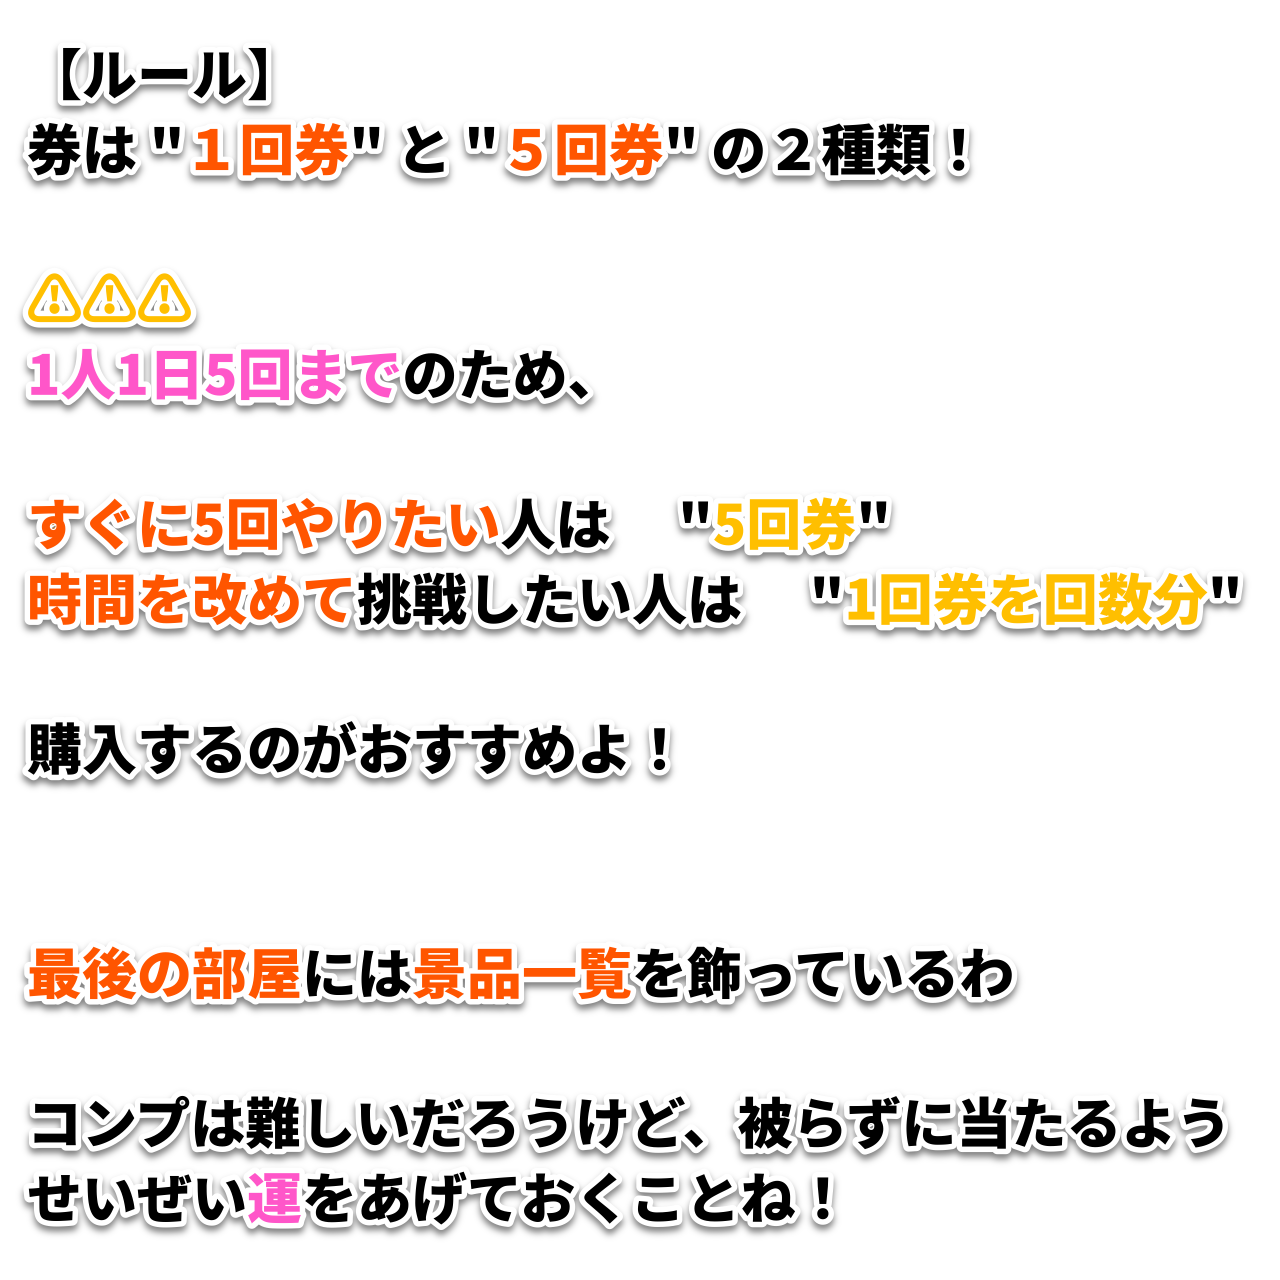 【ルール】
券は "１回券" と "５回券" の２種類！
⚠⚠⚠
1人1日5回までのため、
すぐに5回やりたい人は　"5回券"
時間を改めて挑戦したい人は　"1回券を回数分"
購入するのがおすすめよ！
最後の部屋には景品一覧を飾っているわ
コンプは難しいだろうけど、被らずに当たるよう
せいぜい運をあげておくことね！